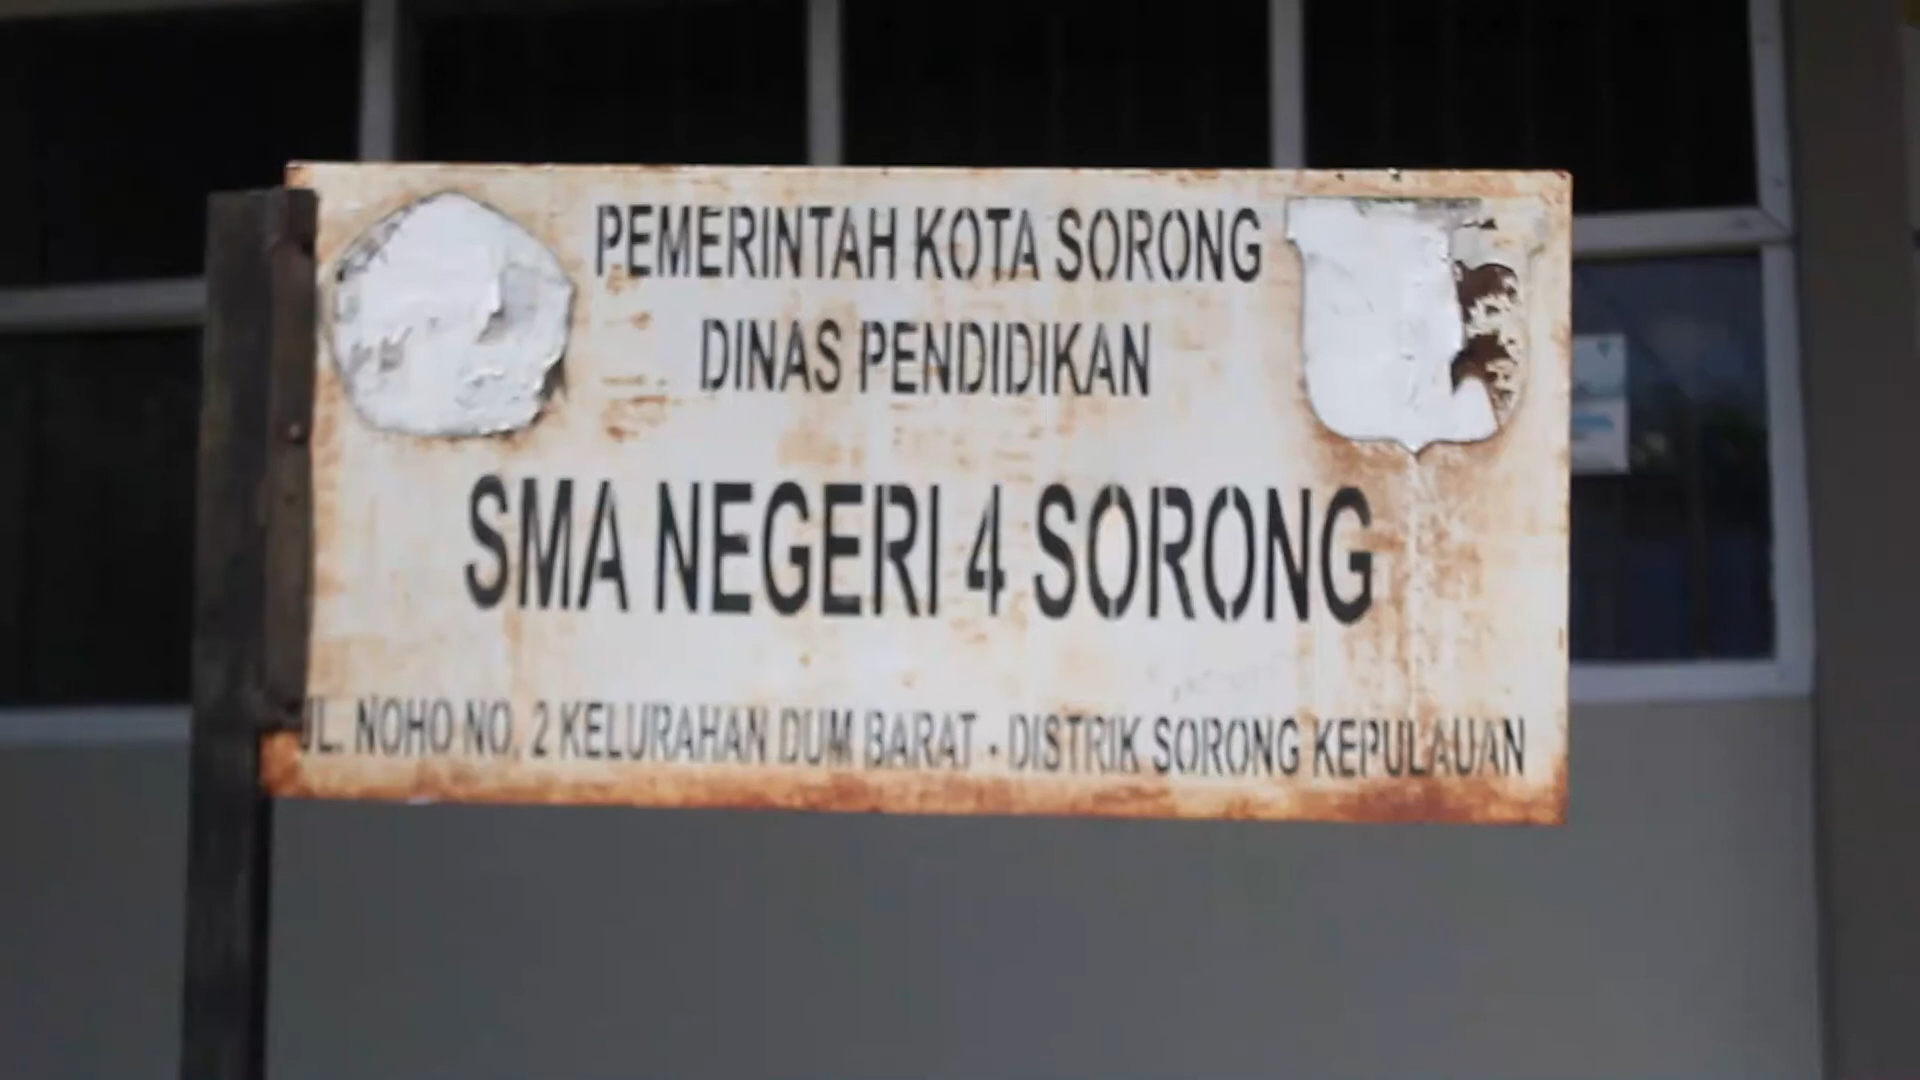 PEMERINTAH KOTA SORONG
DINAS PENDIDIKAN
SMA NEGERI 4 SORONG
JL. NOHO NO. 2 KELURAHAN DUM BARAT - DISTRIK SORONG KEPULAUAN